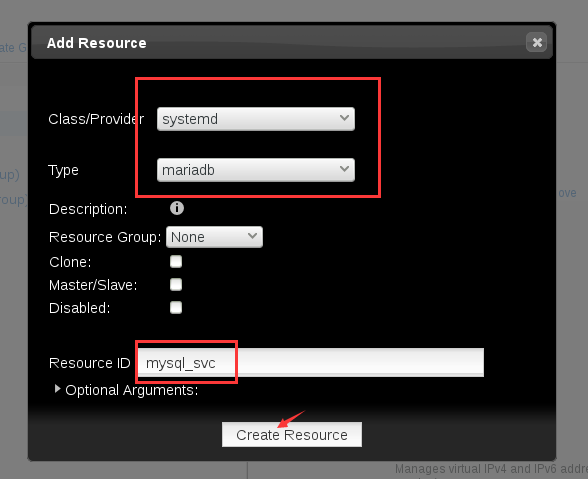 Add Resource
ate G
Class/Provider systemd
Type mariadb
up)
ove
group)
Description:
Resource Group: None
Clone:
Master/Slave:
Disabled:
Resource ID mysql_svc
Optional Arguments:
Create Resource
Manages virtual IPv4 and IPv6 addre